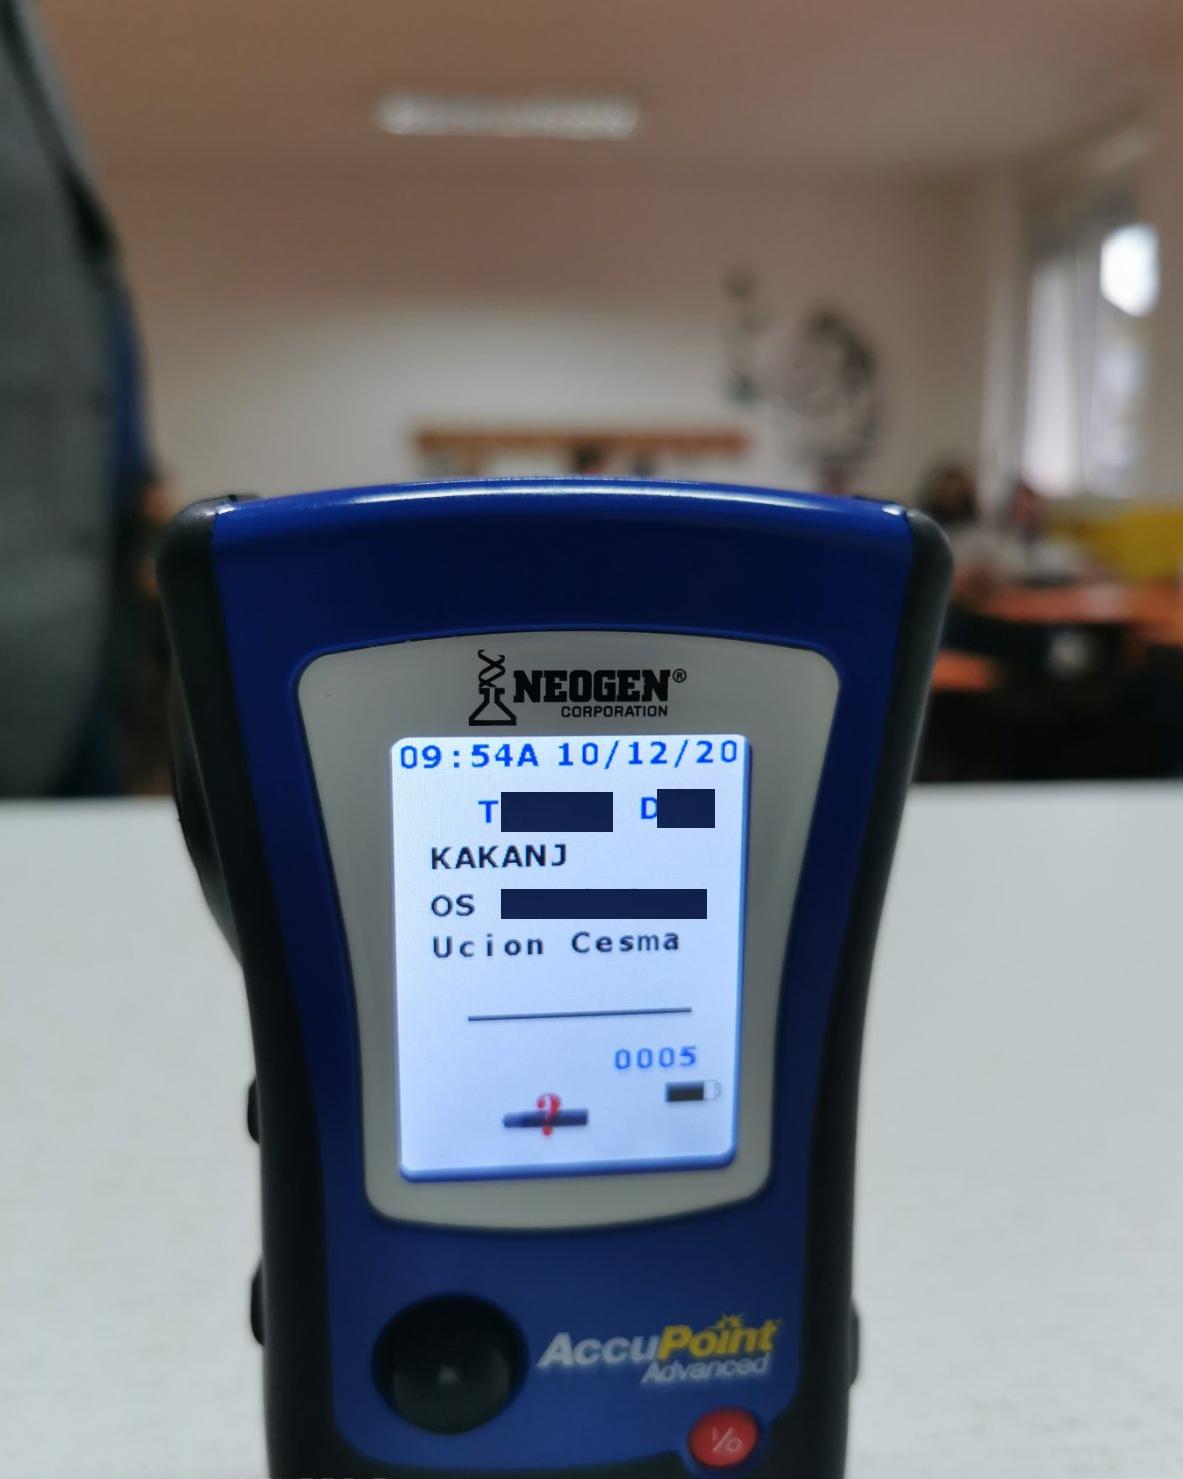 NEOGEN®
CORPORATION
09:54A 10/12/20
T D
KAKANJ
OS
Ucion Cesma
0005
?
AccuPoint
Advanced
I/O